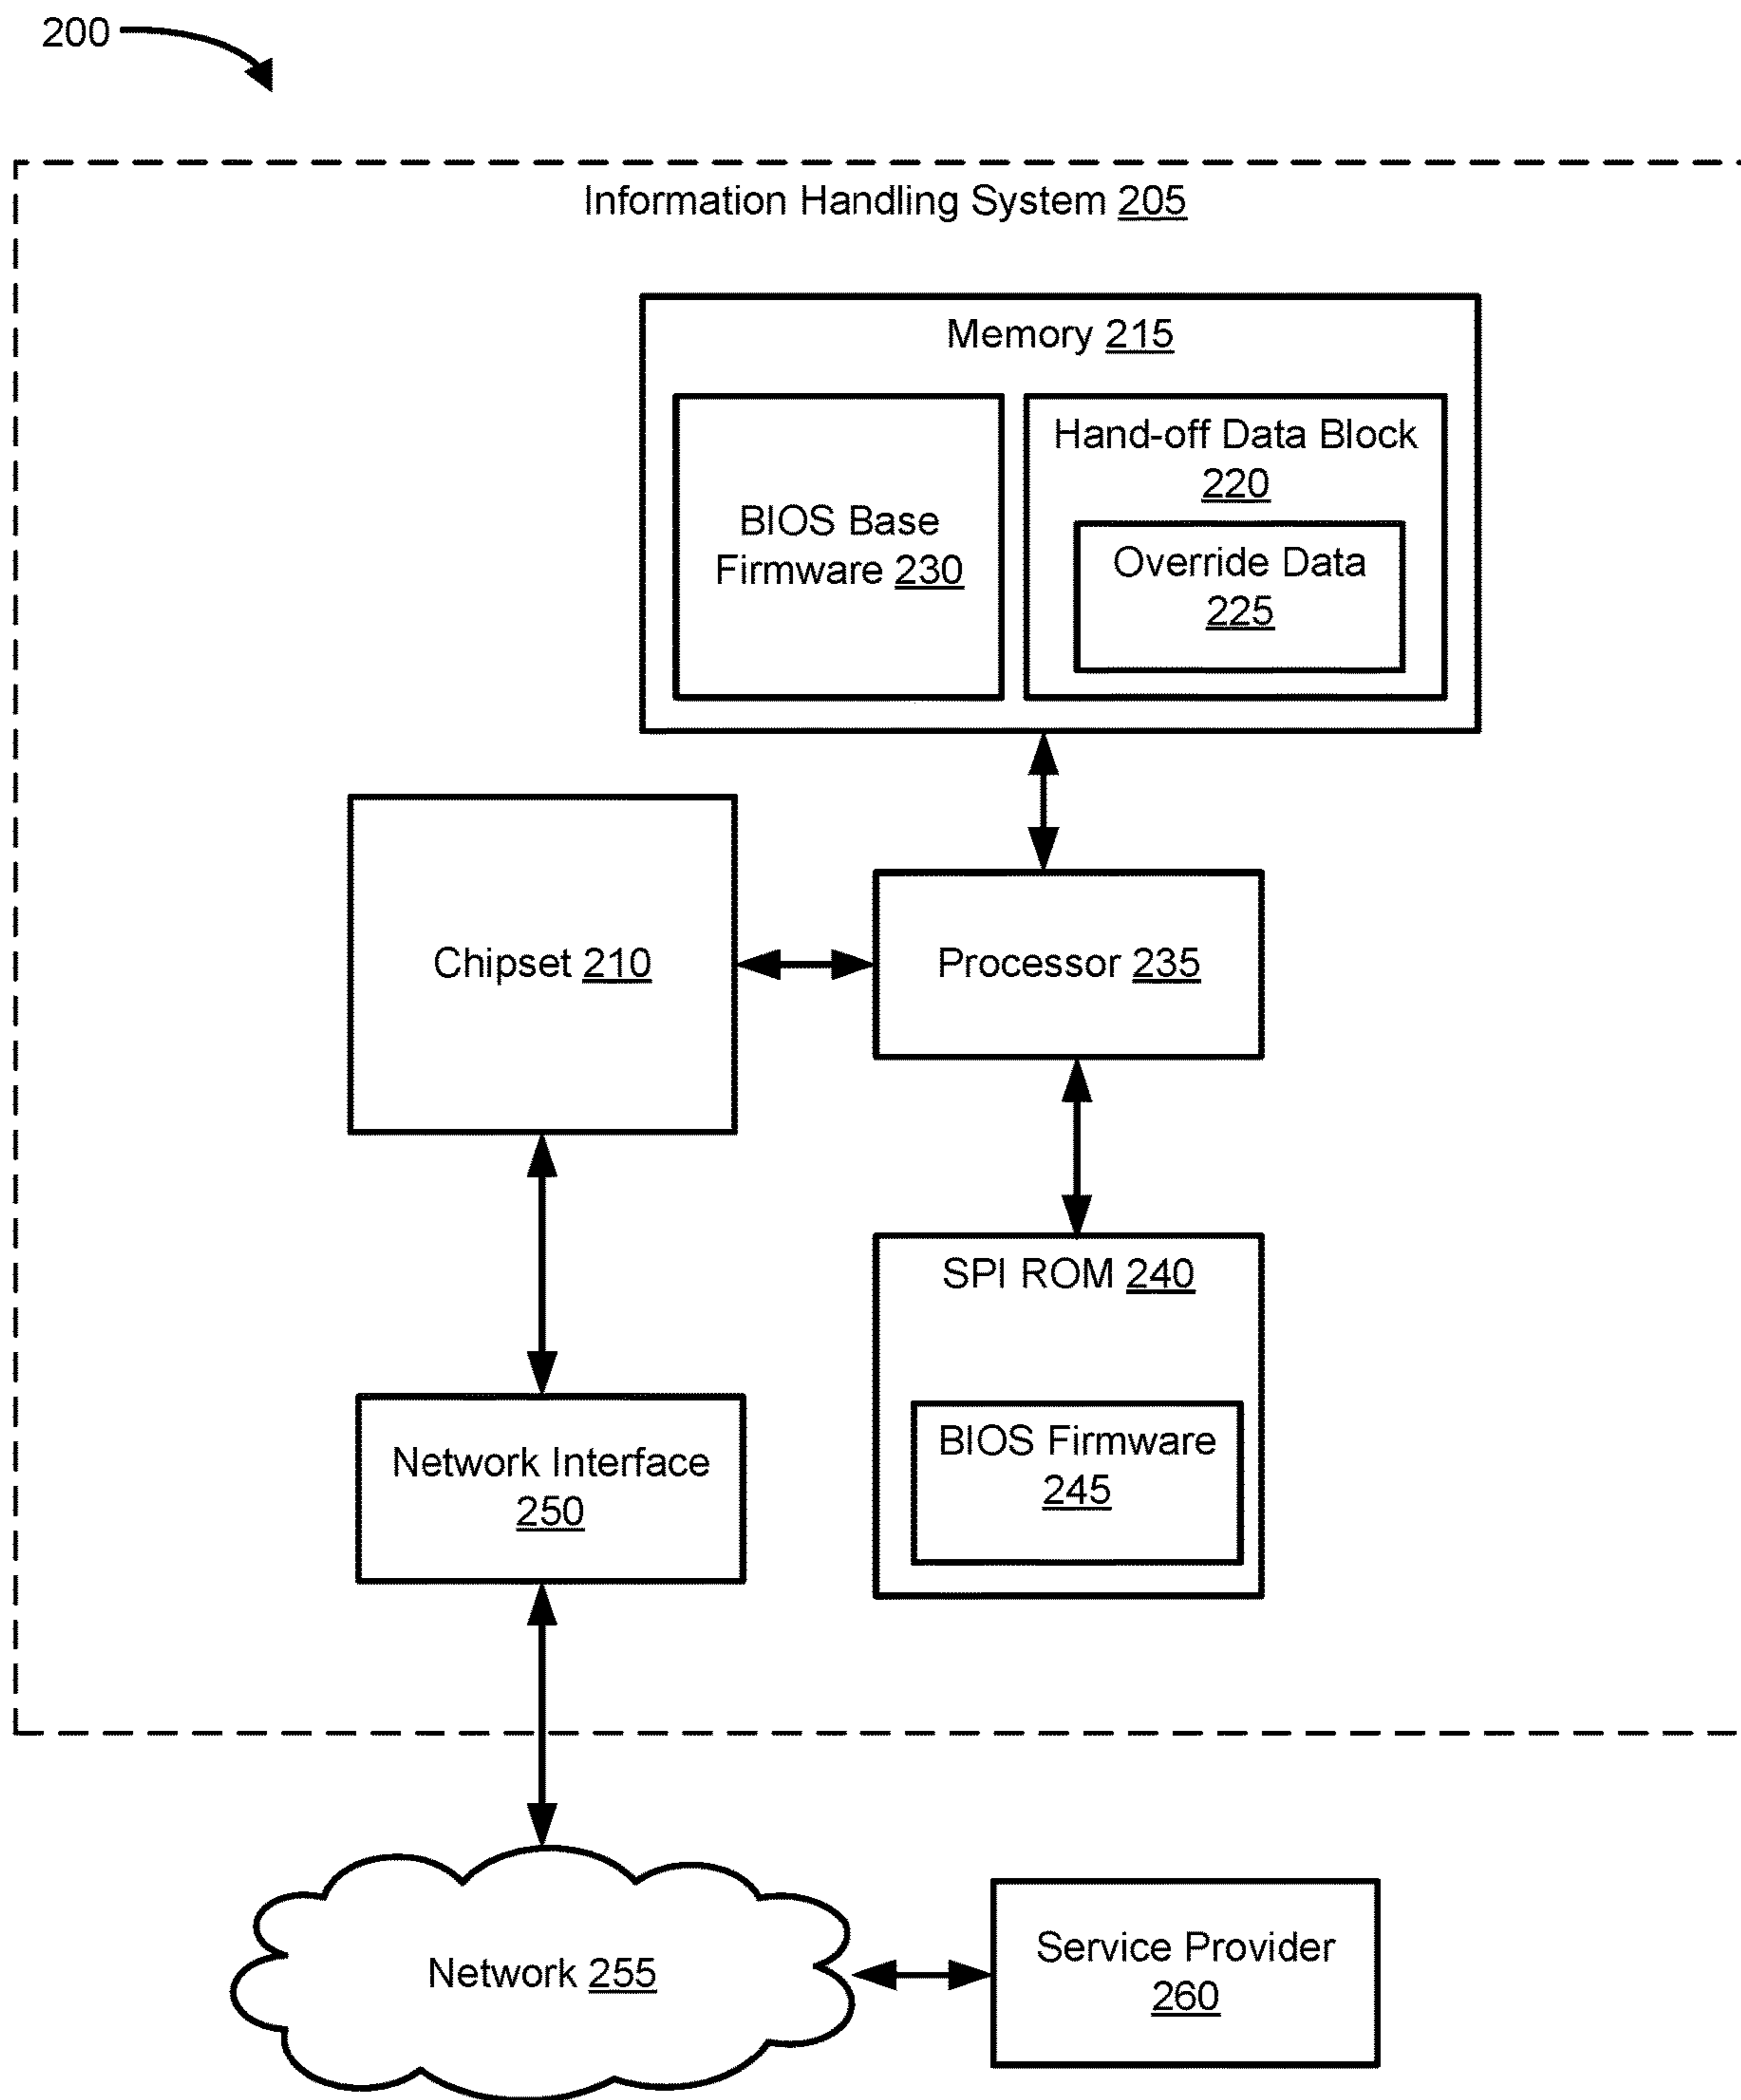 200
Information Handling System 205
Memory 215
BIOS Base
Firmware 230
Hand-off Data Block
220
Override Data
225
Chipset 210
Processor 235
SPI ROM 240
BIOS Firmware
245
Network Interface
250
Network 255
Service Provider
260